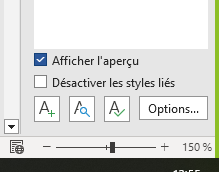 Afficher l'aperçu
Désactiver les styles liés
Options...
150 %